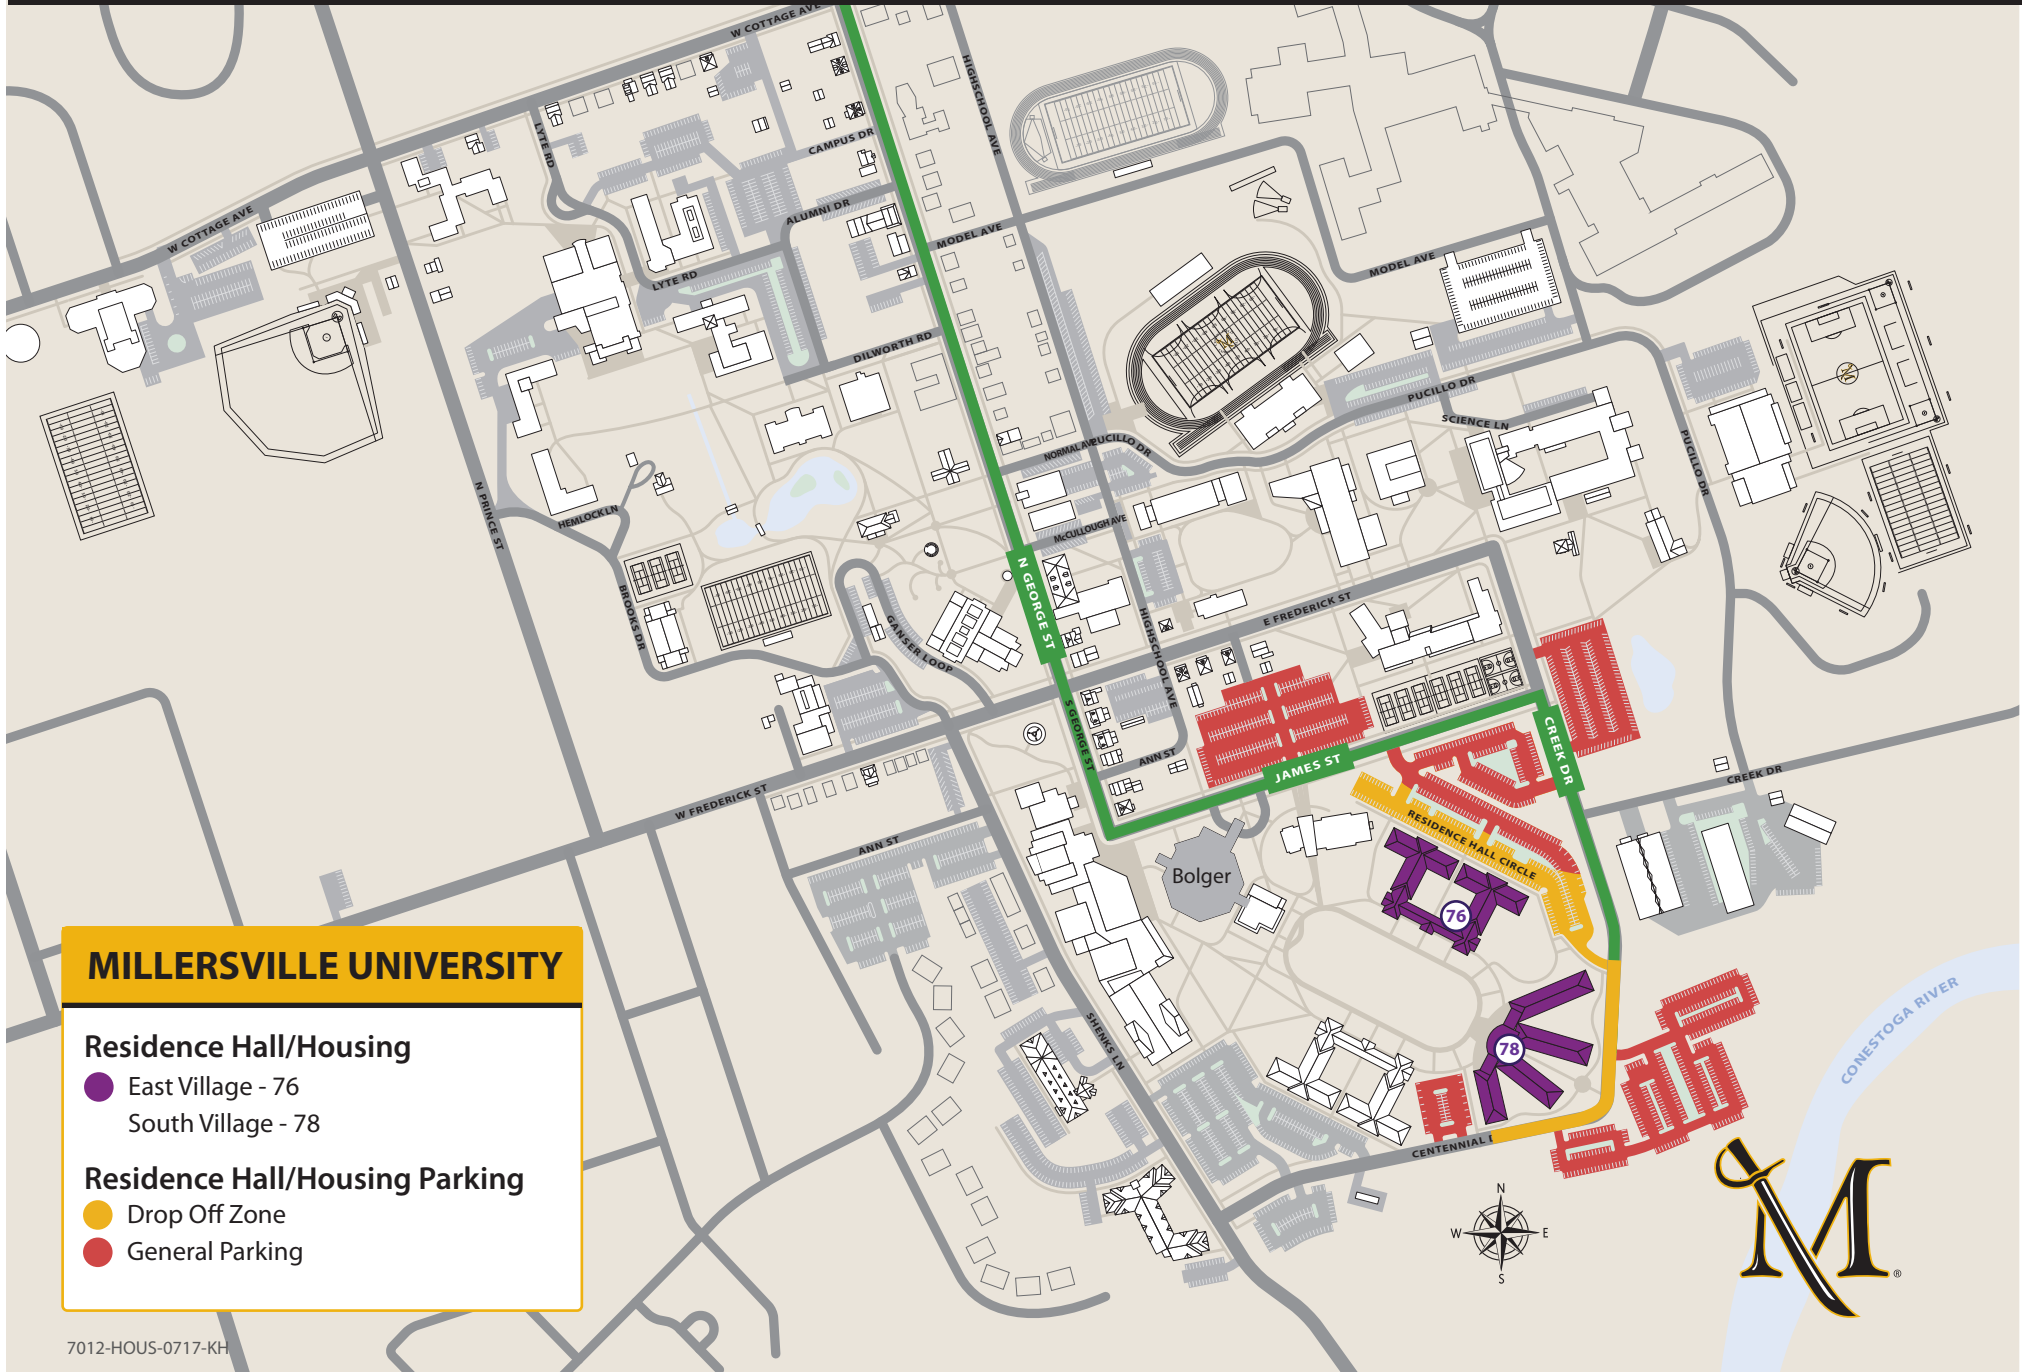 W COTTAGE AVE
HIGHSCHOOL AVE
LYTE RD
CAMPUS DR
W COTTAGE AVE
ALUMNI DR
MODEL AVE
MODEL AVE
LYTE RD
DILWORTH RD
PUCILLO DR
SCIENCE LN
NORMAL AVE
PUCILLO DR
PUCILLO DR
N PRINCE ST
HEMLOCK LN
McCULLOUGH AVE
N GEORGE ST
BROOKS DR
GANSER LOOP
HIGHSCHOOL AVE
E FREDERICK ST
S GEORGE ST
ANN ST
JAMES ST
CREEK DR
CREEK DR
W FREDERICK ST
ANN ST
RESIDENCE HALL CIRCLE
Bolger
76
78
SHENKS LN
CENTENNIAL D
CONESTOGA RIVER
MILLERSVILLE UNIVERSITY
Residence Hall/Housing
East Village - 76
South Village - 78
Residence Hall/Housing Parking
Drop Off Zone
General Parking
N
W
E
S
M
®
7012-HOUS-0717-KH